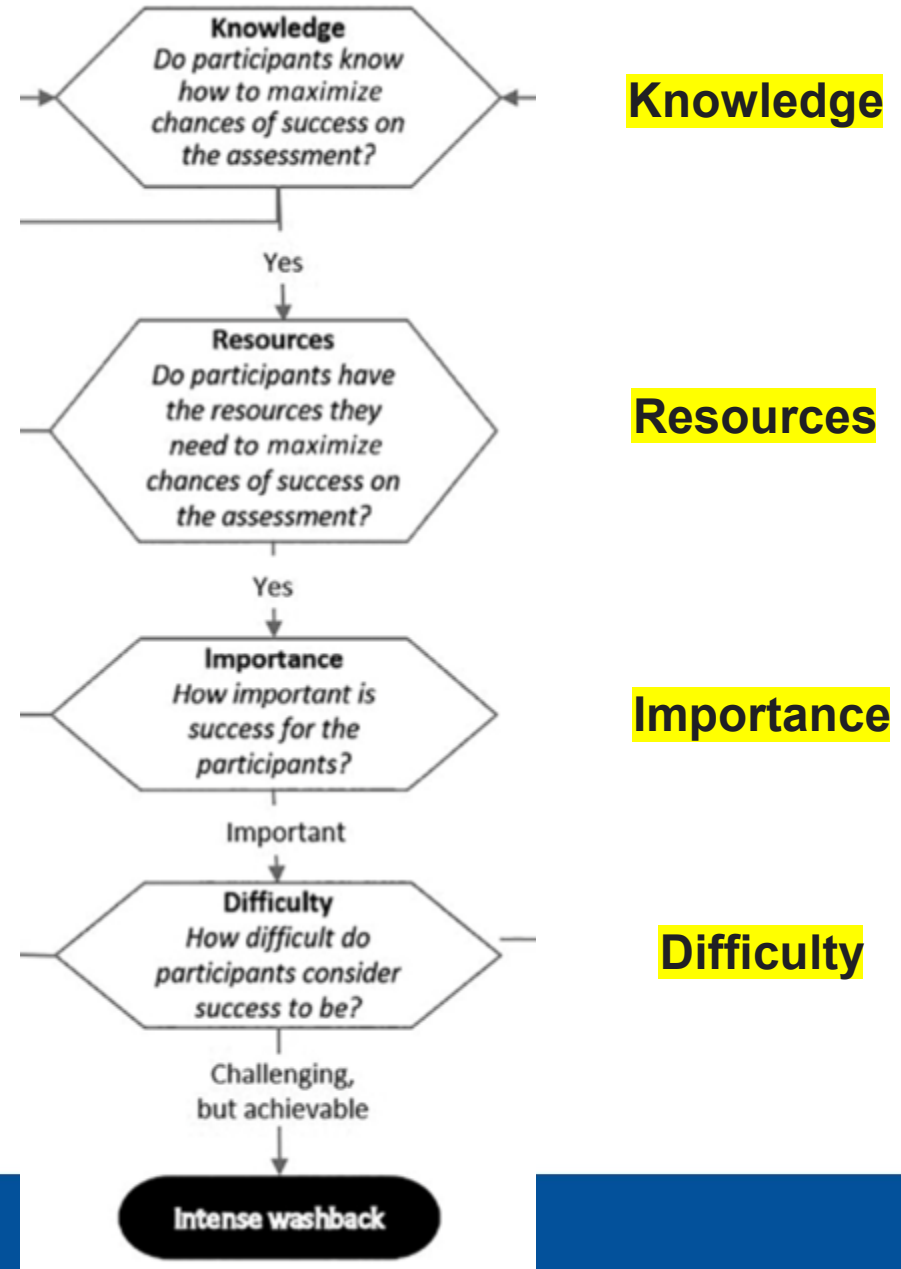 Knowledge
Do participants know
how to maximize
chances of success on
the assessment?
Knowledge
Yes
Resources
Do participants have
the resources they
need to maximize
chances of success on
the assessment?
Resources
Yes
Importance
How important is
success for the
participants?
Importance
Important
Difficulty
How difficult do
participants consider
success to be?
Difficulty
Challenging,
but achievable
Intense washback